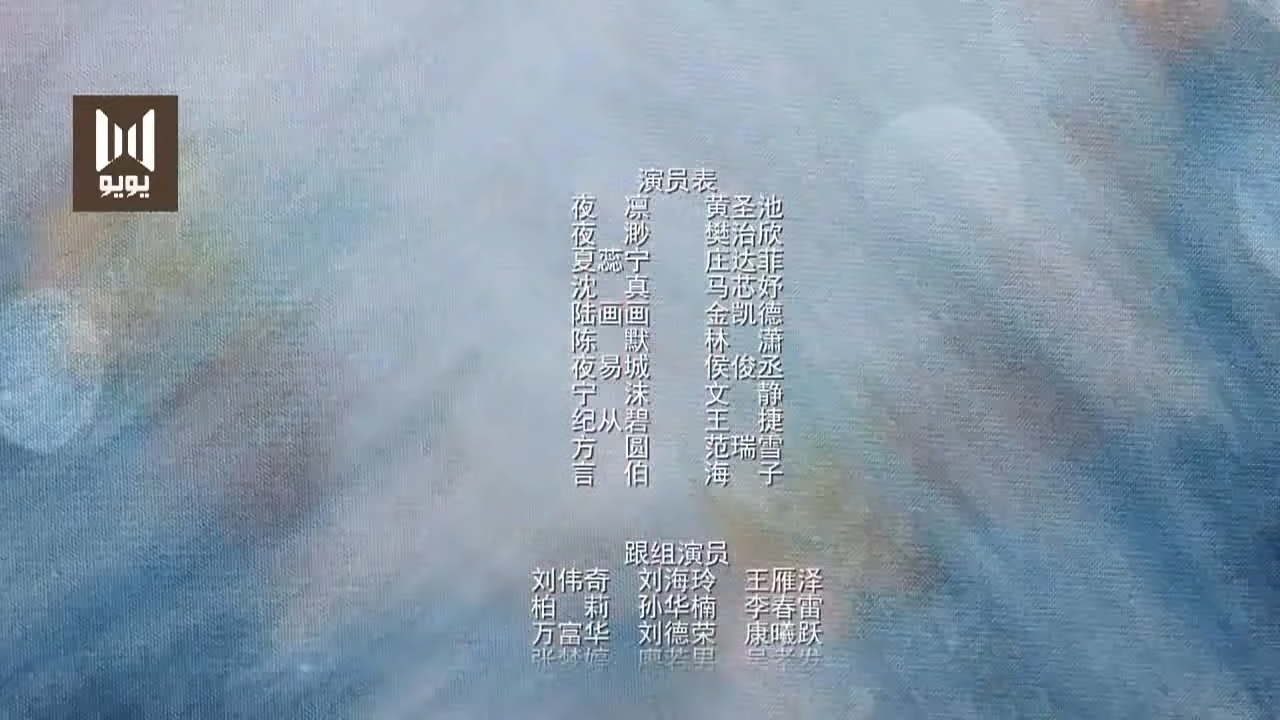 يويو
演员表
夜 凛 黄圣池
夜 渺 樊治欣
夏蕊宁 庄达菲
沈 真 马芯妤
陆画画 金凯德
陈 默 林 潇
夜易城 侯俊丞
宁 沫 文 静
纪从碧 王 捷
方 圆 范瑞雪
言 伯 海 子
跟组演员
刘伟奇 刘海玲 王雁泽
柏 莉 孙华楠 李春雷
万富华 刘德荣 康曦跃